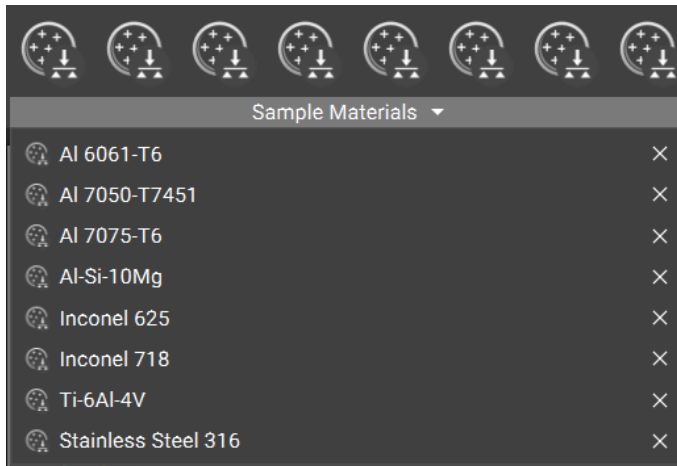 Sample Materials
Al 6061-T6
Al 7050-T7451
Al 7075-T6
Al-Si-10Mg
Inconel 625
Inconel 718
Ti-6Al-4V
Stainless Steel 316